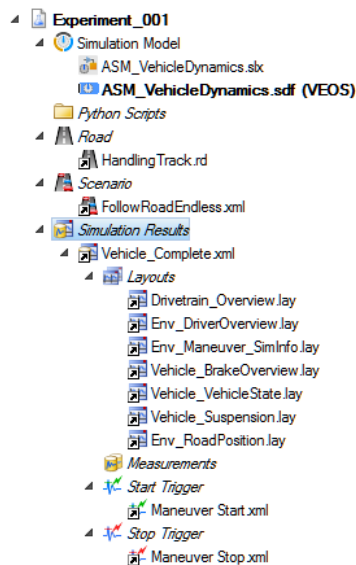 Experiment_001
Simulation Model
ASM_VehicleDynamics.slx
ASM_VehicleDynamics.sdf (VEOS)
Python Scripts
Road
HandlingTrack.rd
Scenario
FollowRoadEndless.xml
Simulation Results
Vehicle_Complete.xml
Layouts
Drivetrain_Overview.lay
Env_DriverOverview.lay
Env_Maneuver_SimInfo.lay
Vehicle_BrakeOverview.lay
Vehicle_VehicleState.lay
Vehicle_Suspension.lay
Env_RoadPosition.lay
Measurements
Start Trigger
Maneuver Start.xml
Stop Trigger
Maneuver Stop.xml